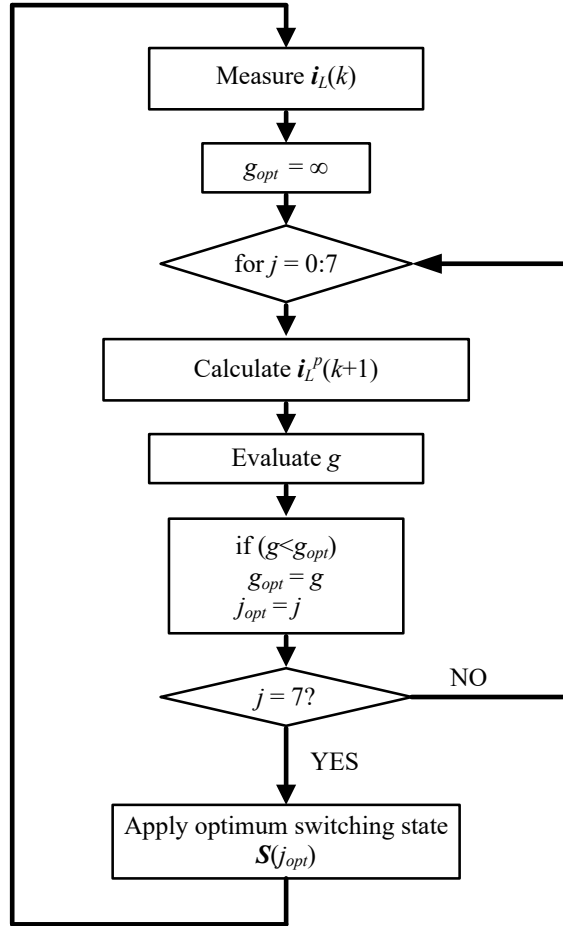 Measure i_L(k)
g_opt = ∞
for j = 0:7
Calculate i_L^p(k+1)
Evaluate g
if (g<g_opt)
g_opt = g
j_opt = j
j = 7?
NO
YES
Apply optimum switching state
S(j_opt)